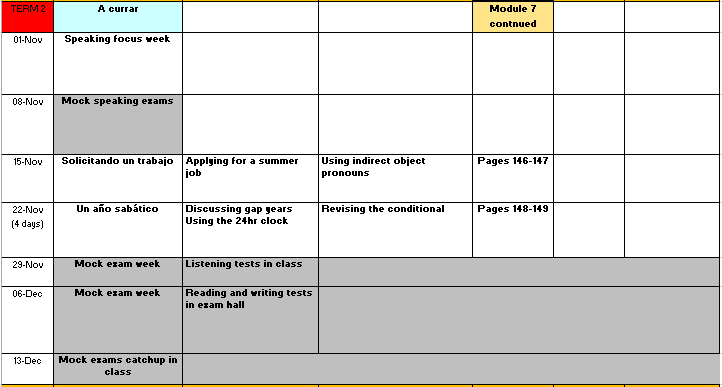 TERM 2 A currar Module 7
contnued
01-Nov Speaking focus week
08-Nov Mock speaking exams
15-Nov Solicitando un trabajo Applying for a summer Using indirect object Pages 146-147
job pronouns
22-Nov Un año sabático Discussing gap years Revising the conditional Pages 148-149
(4 days) Using the 24hr clock
29-Nov Mock exam week Listening tests in class
06-Dec Mock exam week Reading and writing tests
in exam hall
13-Dec Mock exams catchup in
class